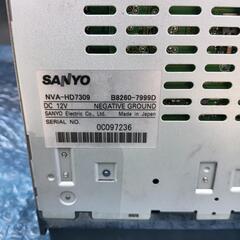 SANYO
NVA-HD7309 B8260-7999D
DC 12V NEGATIVE GROUND
SANYO Electric Co., Ltd. Made in Japan
SERIAL NO.
0C097236